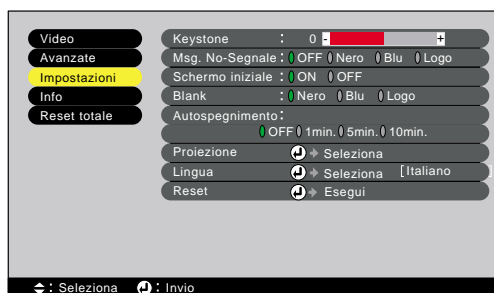 Video
Avanzate
Impostazioni
Info
Reset totale
Keystone : 0 - +
Msg. No-Segnale : OFF Nero Blu Logo
Schermo iniziale : ON OFF
Blank : Nero Blu Logo
Autospegnimento :
OFF 1min. 5min. 10min.
Proiezione Seleziona
Lingua Seleziona [Italiano ]
Reset Esegui
: Seleziona : Invio